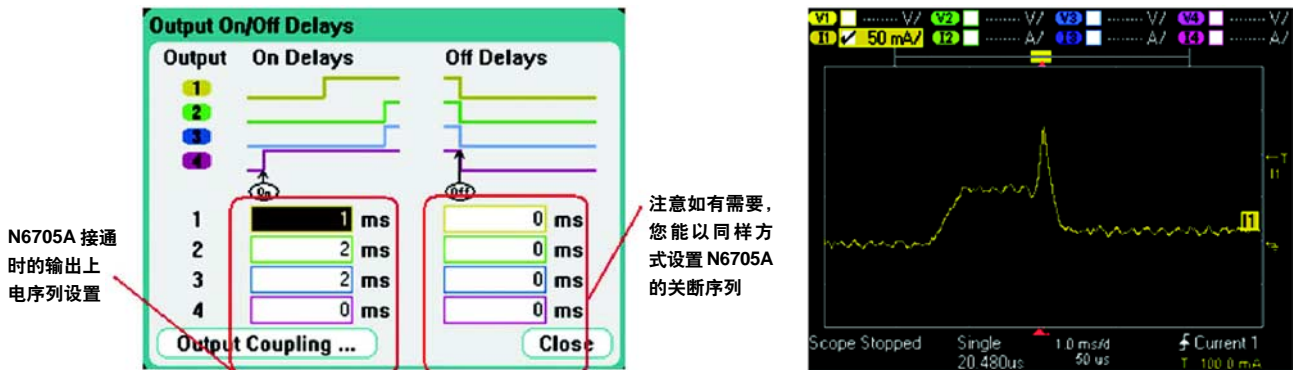 Output On/Off Delays
Output On Delays Off Delays
1
2
3
4
On Off
1 1 ms 0 ms
2 2 ms 0 ms
3 2 ms 0 ms
4 0 ms 0 ms
Output Coupling ... Close
N6705A 接通
时的输出上
电序列设置
注意如有需要,
您能以同样方
式设置 N6705A
的关断序列
V1 ....... V/ V2 ....... V/ V3 ....... V/ V4 ....... V/
I1 ✓ 50 mA/ I2 ....... A/ I3 ....... A/ I4 ....... A/
T
I1
I1
Scope Stopped Single 1.0 ms/d Current 1
20.480us 50 us T 100.0 mA